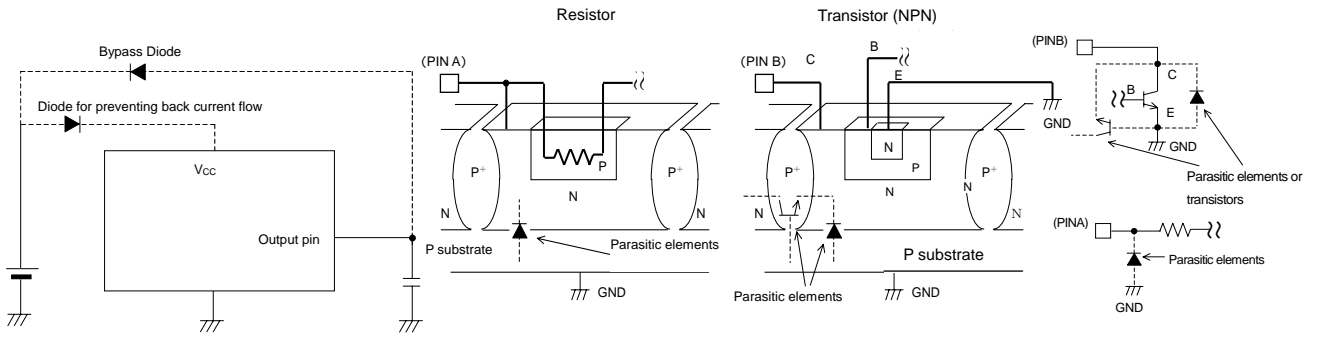 Bypass Diode
Diode for preventing back current flow
VCC
Output pin
Resistor
(PIN A)
P
N
P+
P+
N
N
P substrate
Parasitic elements
GND
Transistor (NPN)
(PIN B)
C
B
E
GND
N
P
N
P+
N
P+
N
N
P substrate
Parasitic elements
GND
(PINB)
C
B
E
GND
Parasitic elements or
transistors
(PINA)
Parasitic elements
GND